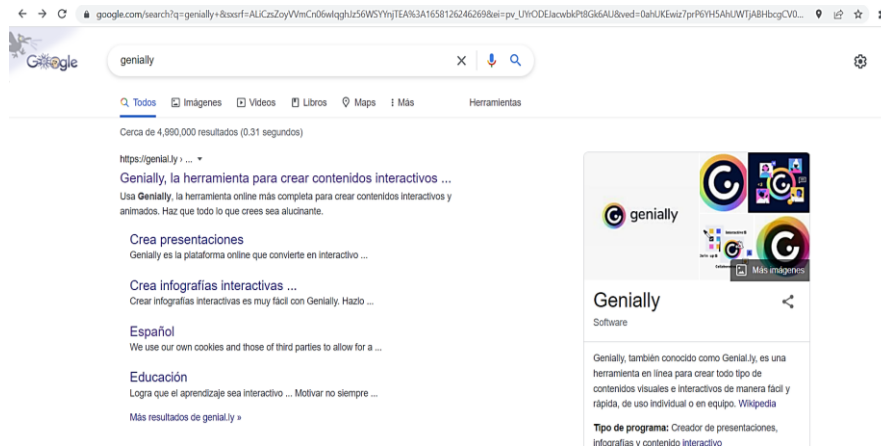 google.com/search?q=genially+&sxsrf=ALiCzsZoyVVmCn06wIqghJz56WSYYnjTEA%3A1658126246269&ei=pv_UYrODEJacwbkPt8Gk6AU&ved=0ahUKEwiz7prP6YH5AhUWTjABHbcgCV0...
Google
genially
Todos Imágenes Videos Libros Maps Más Herramientas
Cerca de 4,990,000 resultados (0.31 segundos)
https://genial.ly › ...
Genially, la herramienta para crear contenidos interactivos ...
Usa Genially, la herramienta online más completa para crear contenidos interactivos y
animados. Haz que todo lo que crees sea alucinante.
Crea presentaciones
Genially es la plataforma online que convierte en interactivo ...
Crea infografías interactivas ...
Crear infografías interactivas es muy fácil con Genially. Hazlo ...
Español
We use our own cookies and those of third parties to allow for a ...
Educación
Logra que el aprendizaje sea interactivo ... Motivar no siempre ...
Más resultados de genial.ly »
genially
Más imágenes
Genially
Software
Genially, también conocido como Genial.ly, es una
herramienta en línea para crear todo tipo de
contenidos visuales e interactivos de manera fácil y
rápida, de uso individual o en equipo. Wikipedia
Tipo de programa: Creador de presentaciones,
infografías y contenido interactivo